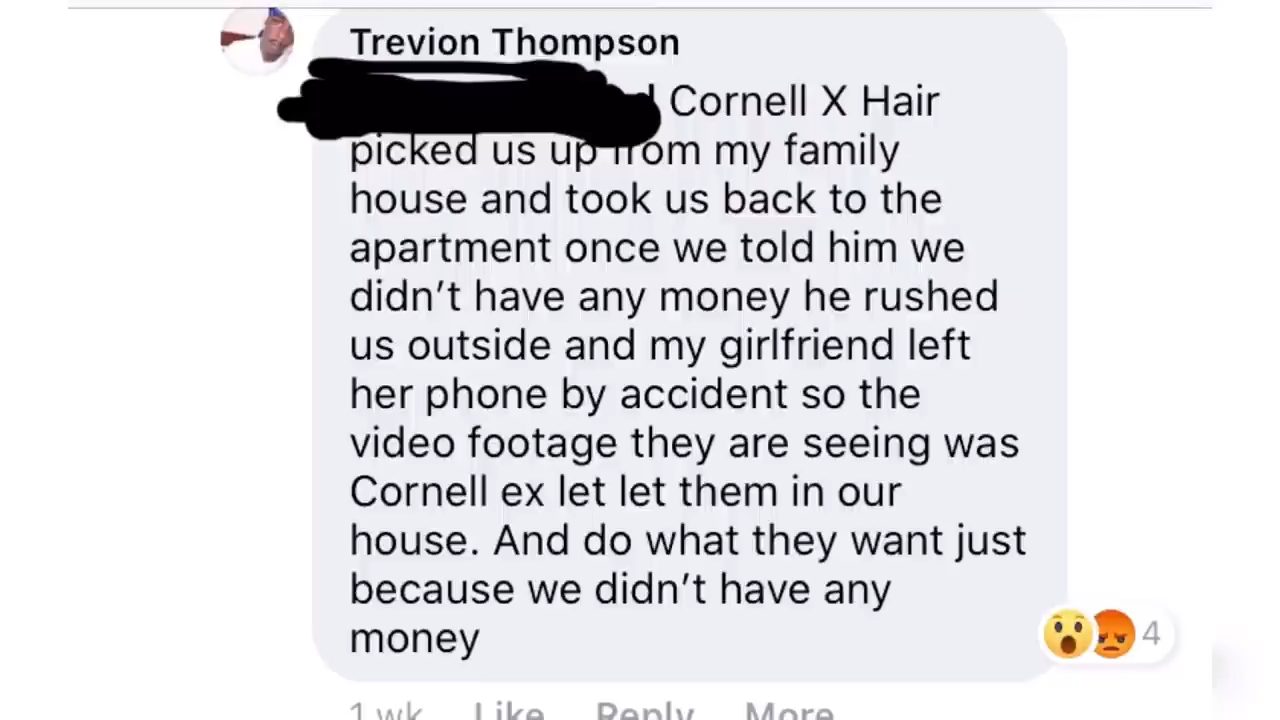 Trevion Thompson
Cornell X Hair
picked us up from my family
house and took us back to the
apartment once we told him we
didn't have any money he rushed
us outside and my girlfriend left
her phone by accident so the
video footage they are seeing was
Cornell ex let let them in our
house. And do what they want just
because we didn't have any
money
4
1 wk Like Reply More